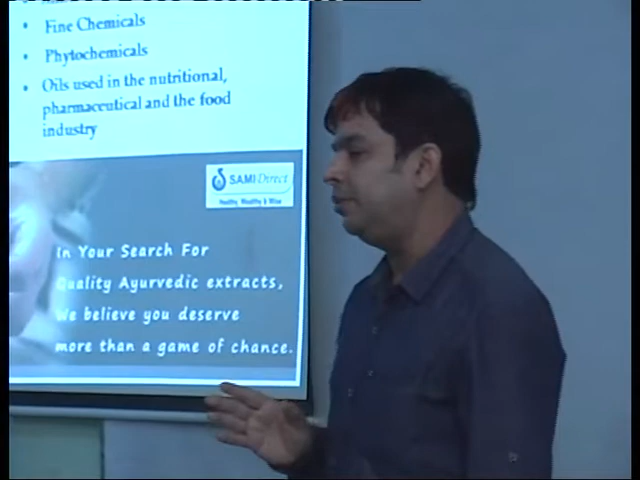 • Fine Chemicals
• Phytochemicals
• Oils used in the nutritional,
pharmaceutical and the food
industry
SAMI Direct
Healthy, Wealthy & Wise
In Your Search For
Quality Ayurvedic extracts,
We believe you deserve
more than a game of chance.